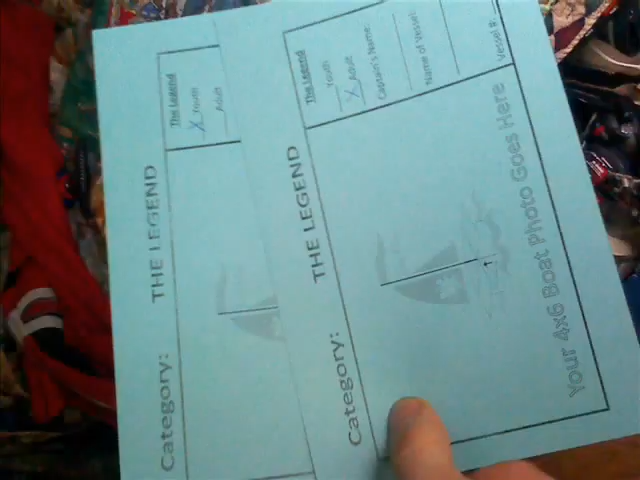 Category: THE LEGEND
The Legend
X Youth
Adult
Category: THE LEGEND
The Legend
Youth
X Adult
Captain's Name:
Name of Vessel:
Vessel #:
Your 4x6 Boat Photo Goes Here